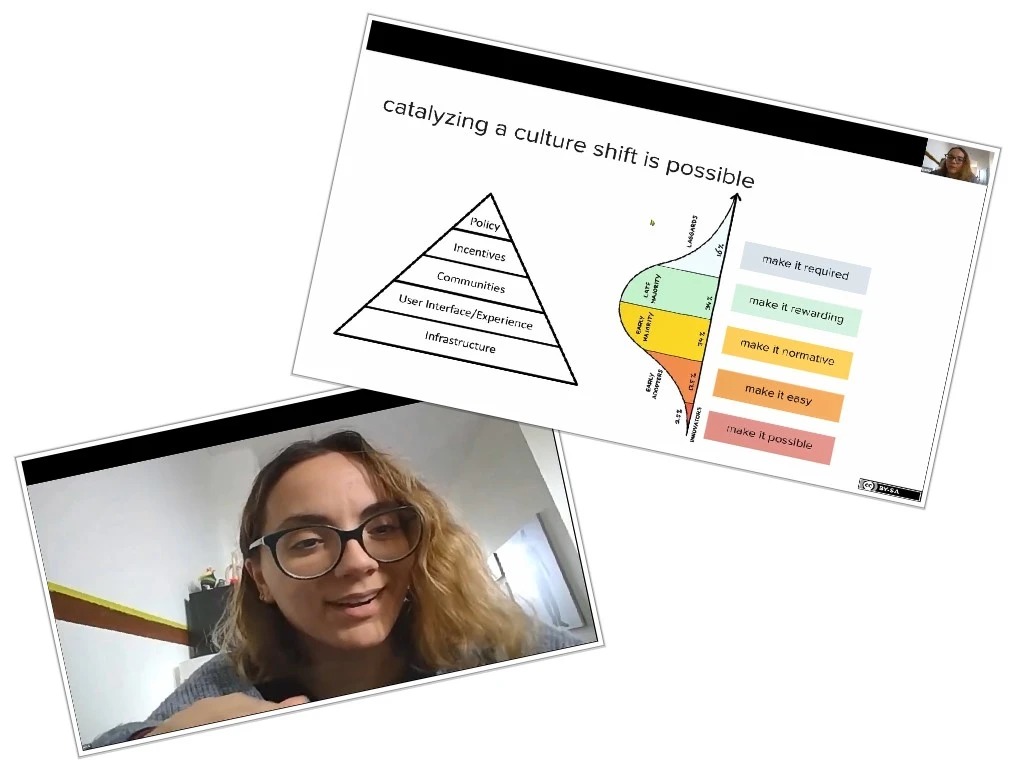 catalyzing a culture shift is possible
Policy
Incentives
Communities
User Interface/Experience
Infrastructure
LAGGARDS
16%
LATE
MAJORITY
34%
EARLY
MAJORITY
34%
EARLY
ADOPTERS
13.5%
2.5%
INNOVATORS
make it required
make it rewarding
make it normative
make it easy
make it possible
cc BY-SA